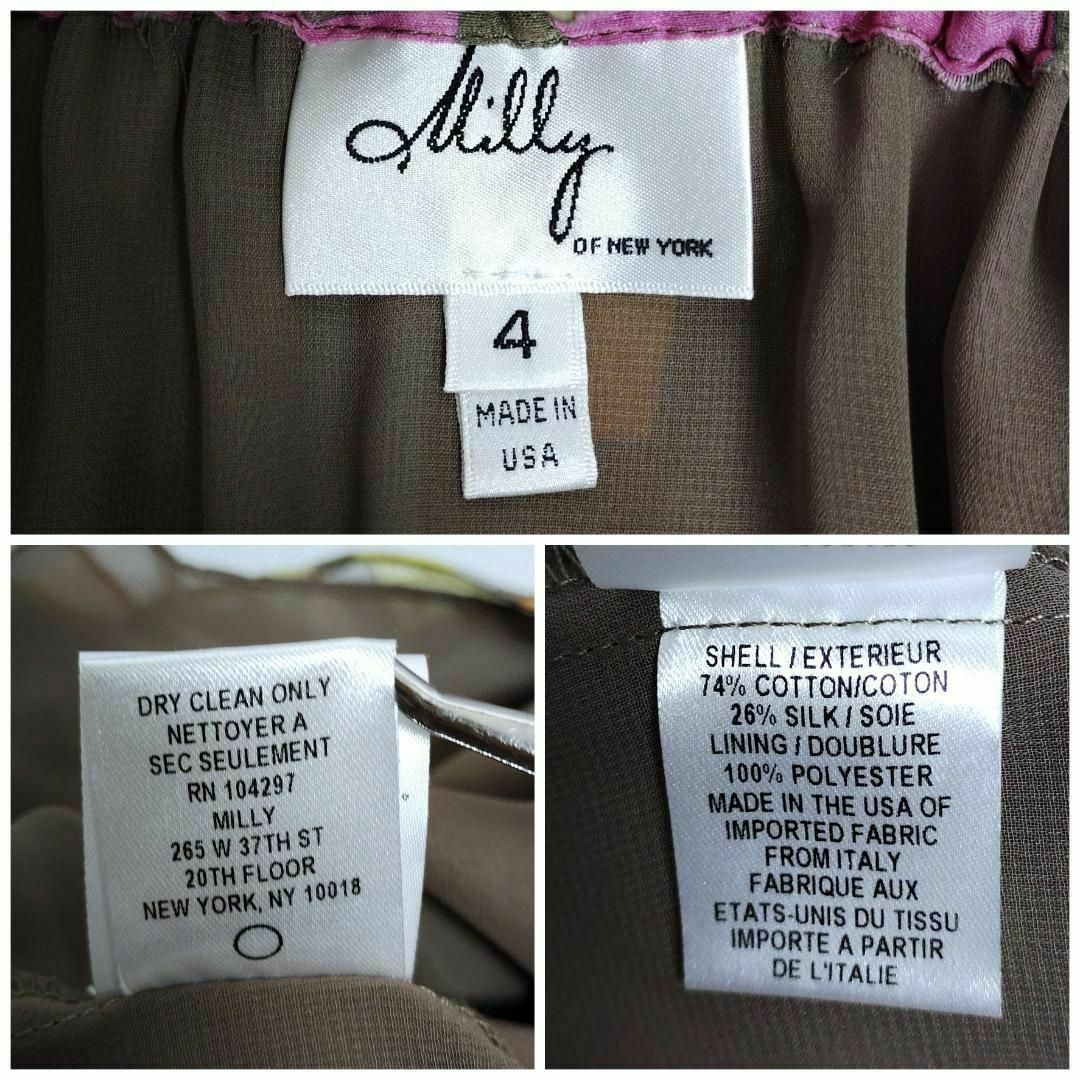 Milly
OF NEW YORK
4
MADE IN
USA
DRY CLEAN ONLY
NETTOYER A
SEC SEULEMENT
RN 104297
MILLY
265 W 37TH ST
20TH FLOOR
NEW YORK, NY 10018
SHELL / EXTERIEUR
74% COTTON/COTON
26% SILK / SOIE
LINING / DOUBLURE
100% POLYESTER
MADE IN THE USA OF
IMPORTED FABRIC
FROM ITALY
FABRIQUE AUX
ETATS-UNIS DU TISSU
IMPORTE A PARTIR
DE L'ITALIE